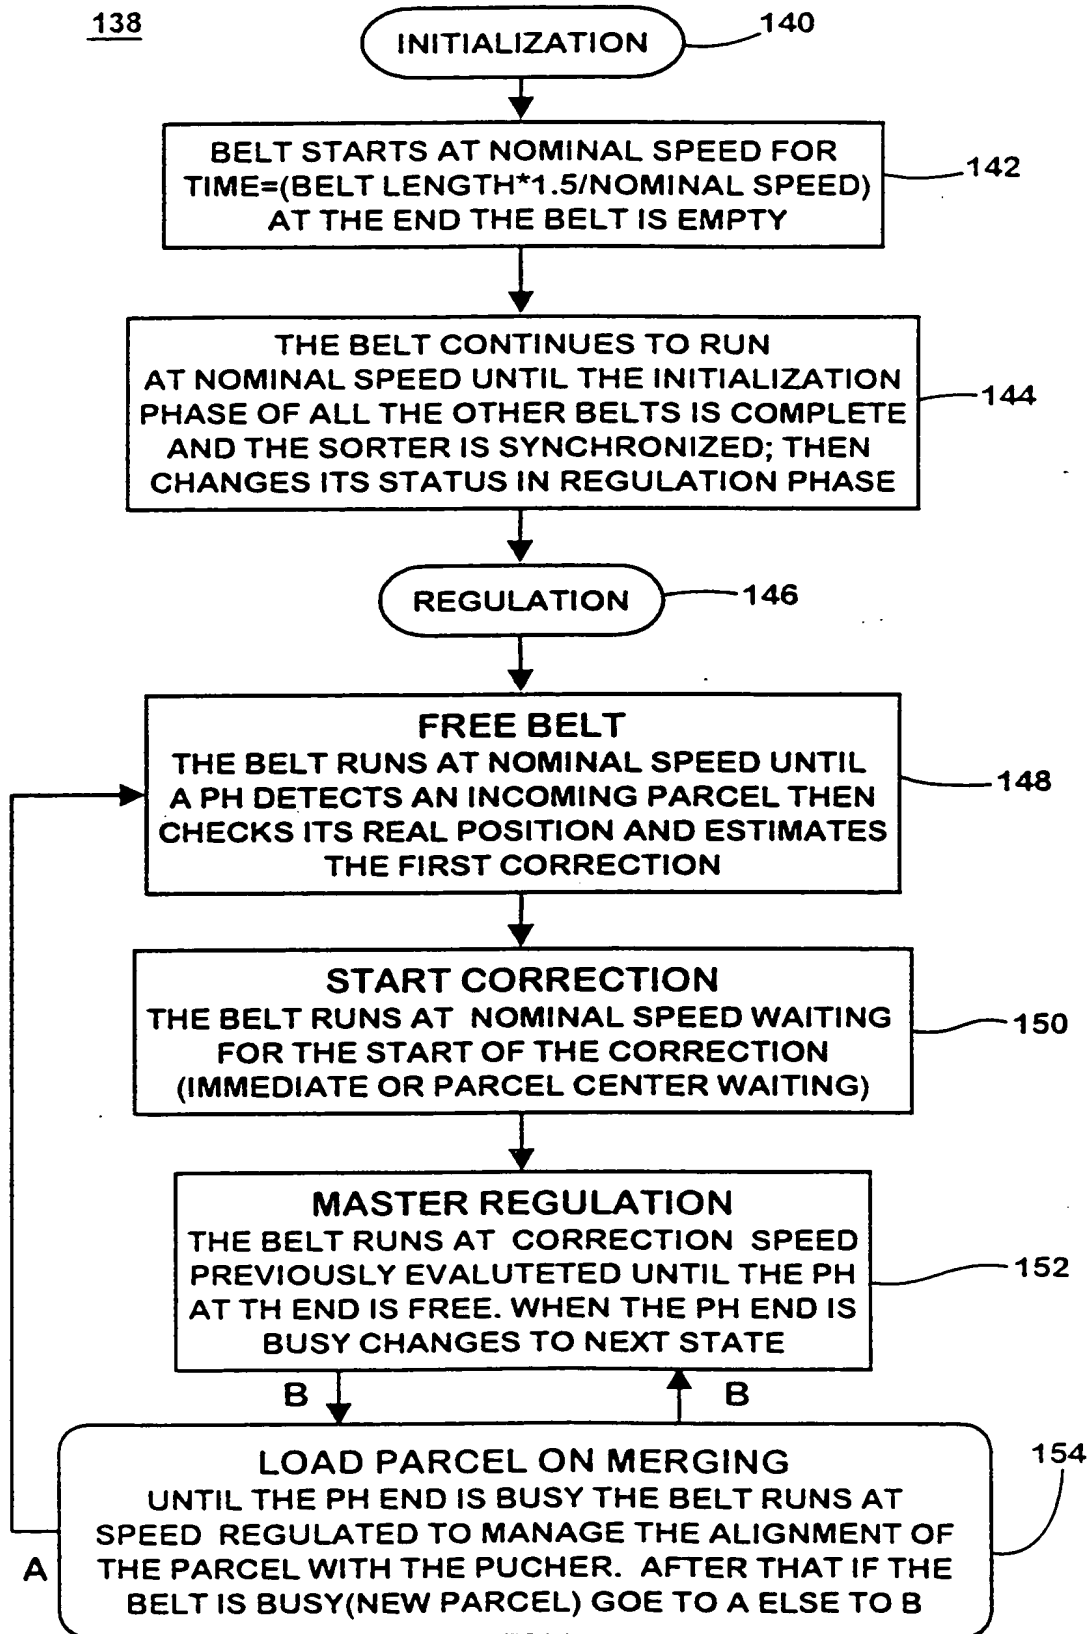 138
INITIALIZATION
140
BELT STARTS AT NOMINAL SPEED FOR
TIME=(BELT LENGTH*1.5/NOMINAL SPEED)
AT THE END THE BELT IS EMPTY
142
THE BELT CONTINUES TO RUN
AT NOMINAL SPEED UNTIL THE INITIALIZATION
PHASE OF ALL THE OTHER BELTS IS COMPLETE
AND THE SORTER IS SYNCHRONIZED; THEN
CHANGES ITS STATUS IN REGULATION PHASE
144
REGULATION
146
FREE BELT
THE BELT RUNS AT NOMINAL SPEED UNTIL
A PH DETECTS AN INCOMING PARCEL THEN
CHECKS ITS REAL POSITION AND ESTIMATES
THE FIRST CORRECTION
148
START CORRECTION
THE BELT RUNS AT NOMINAL SPEED WAITING
FOR THE START OF THE CORRECTION
(IMMEDIATE OR PARCEL CENTER WAITING)
150
MASTER REGULATION
THE BELT RUNS AT CORRECTION SPEED
PREVIOUSLY EVALUTETED UNTIL THE PH
AT TH END IS FREE. WHEN THE PH END IS
BUSY CHANGES TO NEXT STATE
152
B
B
LOAD PARCEL ON MERGING
UNTIL THE PH END IS BUSY THE BELT RUNS AT
SPEED REGULATED TO MANAGE THE ALIGNMENT OF
THE PARCEL WITH THE PUCHER. AFTER THAT IF THE
BELT IS BUSY(NEW PARCEL) GOE TO A ELSE TO B
154
A